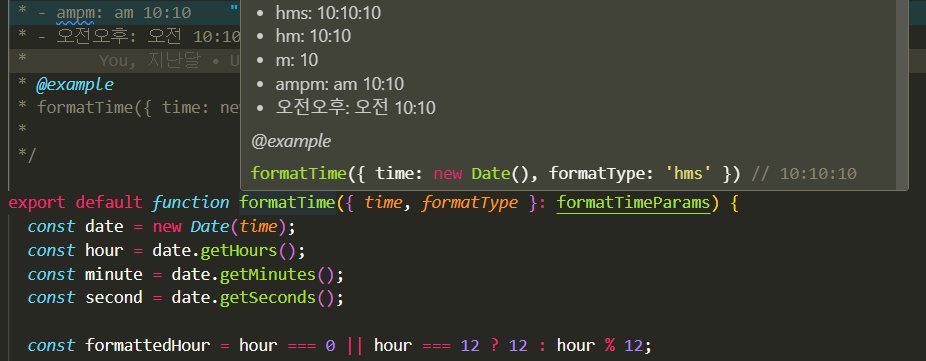 * - ampm: am 10:10 "
* - 오전오후: 오전 10:10
* You, 지난달 • U
* @example
* formatTime({ time: ne
*
*/
• hms: 10:10:10
• hm: 10:10
• m: 10
• ampm: am 10:10
• 오전오후: 오전 10:10
@example
formatTime({ time: new Date(), formatType: 'hms' }) // 10:10:10
export default function formatTime({ time, formatType }: formatTimeParams) {
const date = new Date(time);
const hour = date.getHours();
const minute = date.getMinutes();
const second = date.getSeconds();
const formattedHour = hour === 0 || hour === 12 ? 12 : hour % 12;